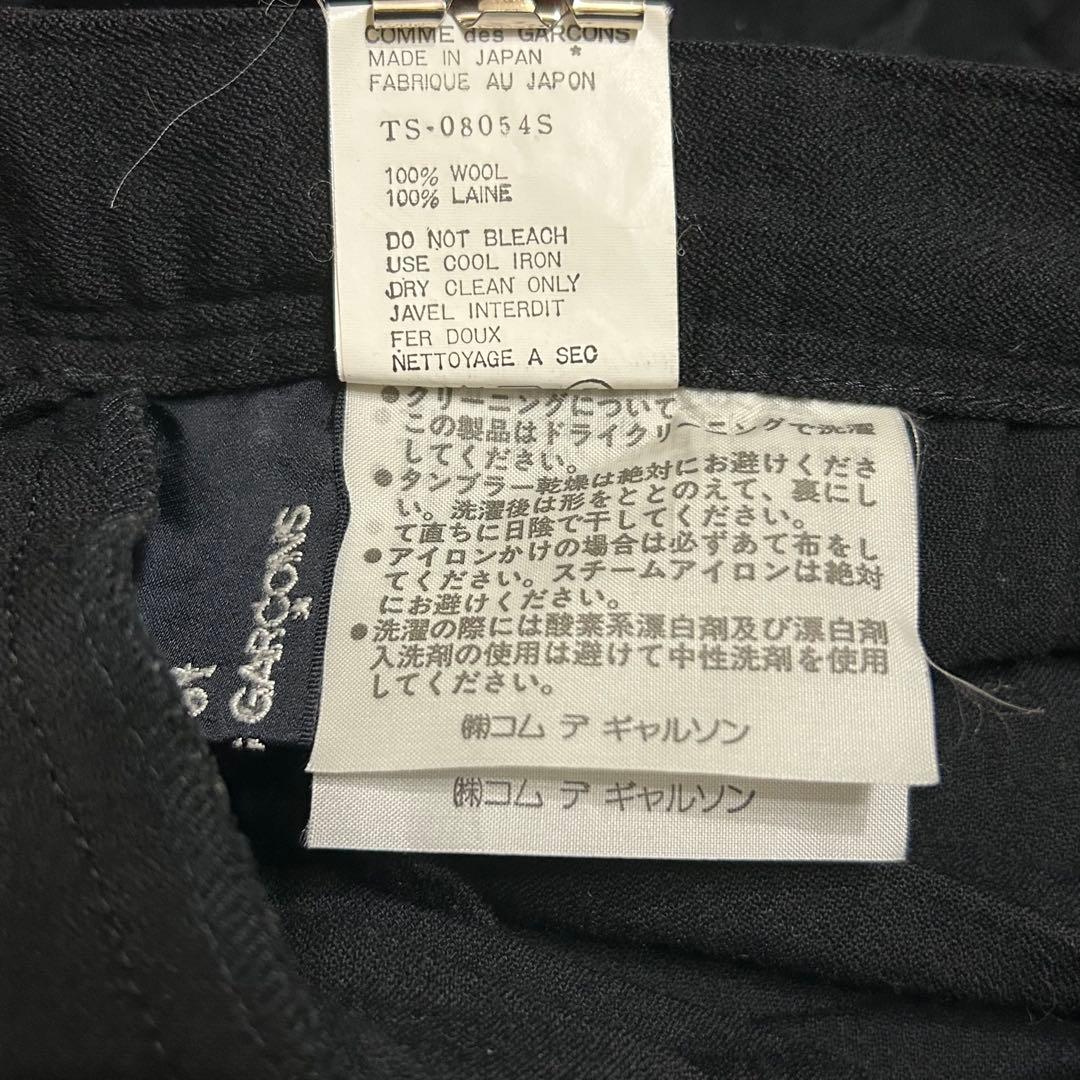 COMME des GARCONS
MADE IN JAPAN *
FABRIQUE AU JAPON
TS-08054S
100% WOOL
100% LAINE
DO NOT BLEACH
USE COOL IRON
DRY CLEAN ONLY
JAVEL INTERDIT
FER DOUX
NETTOYAGE A SEC
●クリーニングについて
この製品はドライクリーニングで洗濯
してください。
●タンブラー乾燥は絶対にお避けくださ
い。洗濯後は形をととのえて、裏にし
て直ちに日陰で干してください。
●アイロンかけの場合は必ずあて布をし
てください。スチームアイロンは絶対
にお避けください。
●洗濯の際には酸素系漂白剤及び漂白剤
入洗剤の使用は避けて中性洗剤を使用
してください。
㈱コム デ ギャルソン
㈱コム デ ギャルソン
GARÇONS